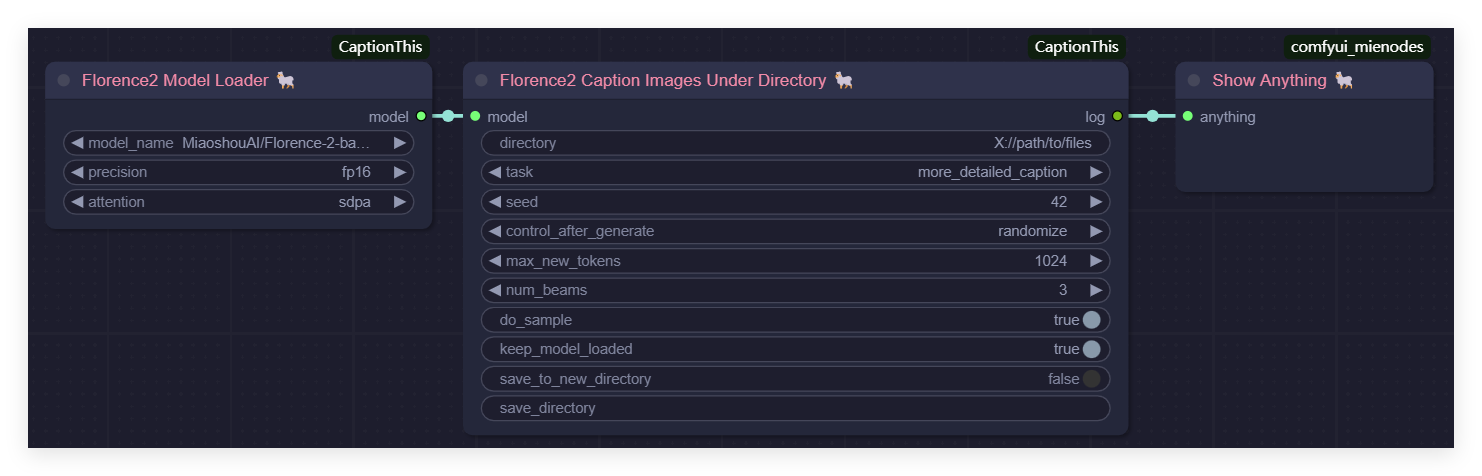 CaptionThis
CaptionThis
comfyui_mienodes
Florence2 Model Loader 🐑
Florence2 Caption Images Under Directory 🐑
Show Anything 🐑
model
model
log
anything
model_name MiaoshouAI/Florence-2-ba...
precision fp16
attention sdpa
directory X://path/to/files
task more_detailed_caption
seed 42
control_after_generate randomize
max_new_tokens 1024
num_beams 3
do_sample true
keep_model_loaded true
save_to_new_directory false
save_directory